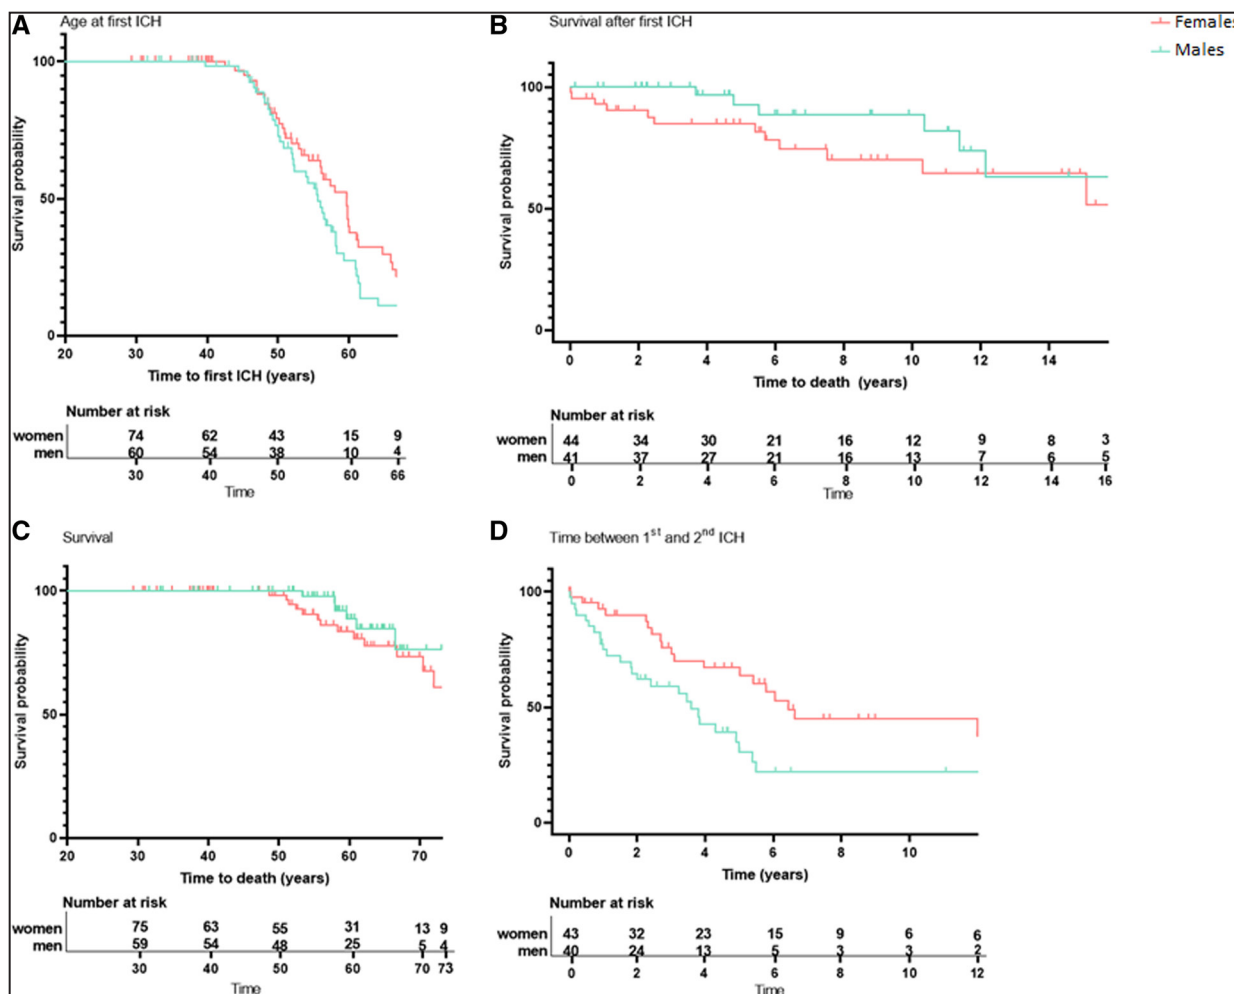 A Age at first ICH
100
50
0
Survival probability
20 30 40 50 60
Time to first ICH (years)
Number at risk
women 74 62 43 15 9
men 60 54 38 10 4
30 40 50 60 66
Time
B Survival after first ICH
Females
Males
100
50
0
Survival probability
0 2 4 6 8 10 12 14
Time to death (years)
Number at risk
women 44 34 30 21 16 12 9 8 3
men 41 37 27 21 16 13 7 6 5
0 2 4 6 8 10 12 14 16
Time
C Survival
100
50
0
Survival probability
20 30 40 50 60 70
Time to death (years)
Number at risk
women 75 63 55 31 13 9
men 59 54 48 25 5 4
30 40 50 60 70 73
Time
D Time between 1st and 2nd ICH
100
50
0
Survival probability
0 2 4 6 8 10
Time (years)
Number at risk
women 43 32 23 15 9 6 6
men 40 24 13 5 3 3 2
0 2 4 6 8 10 12
Time